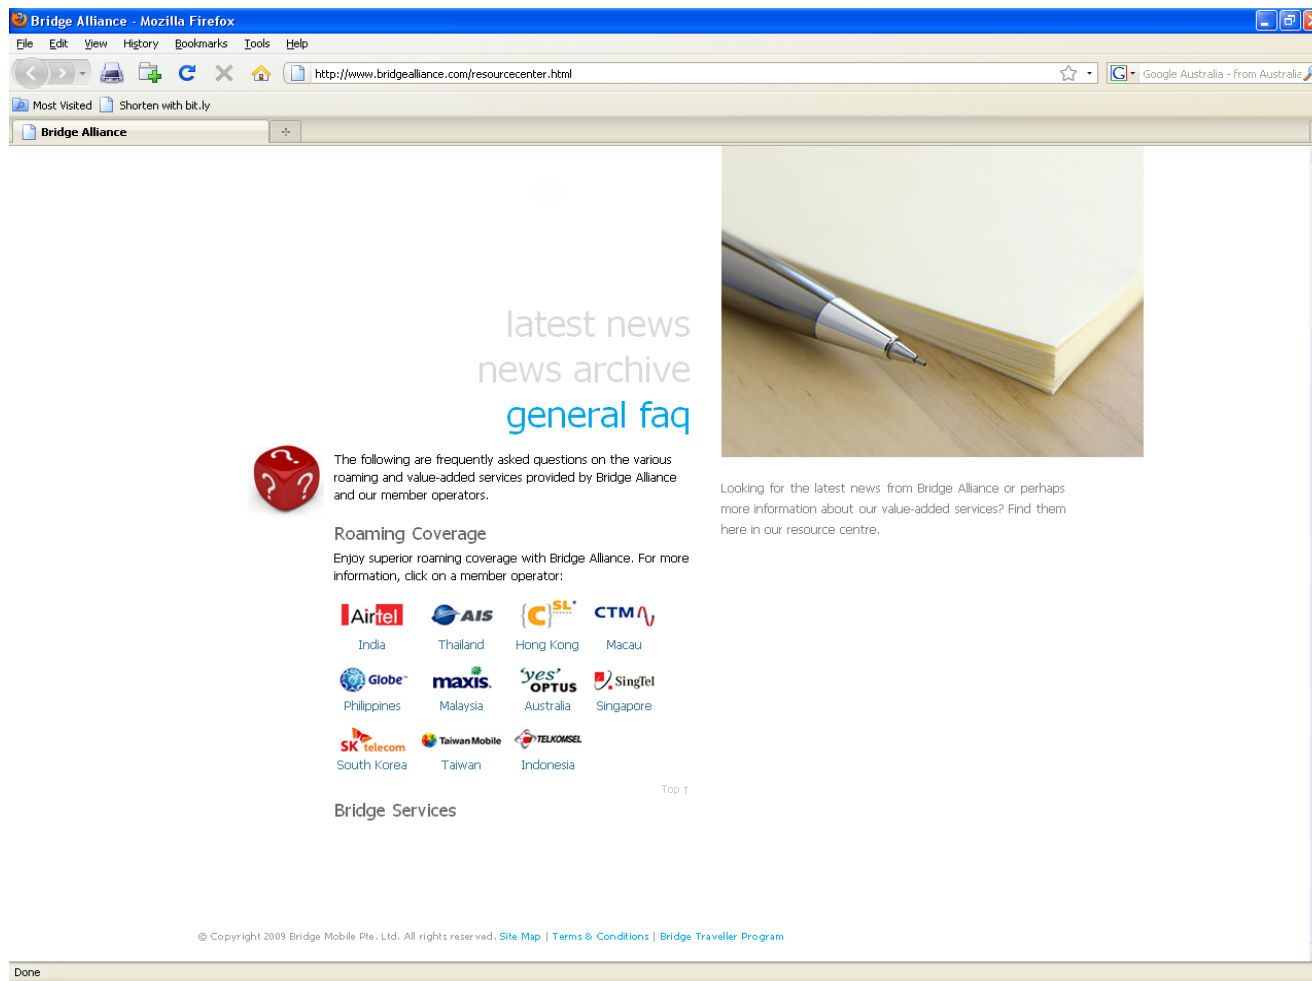 Bridge Alliance - Mozilla Firefox
File Edit View History Bookmarks Tools Help
http://www.bridgealliance.com/resourcecenter.html
G Google Australia - from Australia
Most Visited Shorten with bit.ly
Bridge Alliance
latest news
news archive
general faq
The following are frequently asked questions on the various
roaming and value-added services provided by Bridge Alliance
and our member operators.
Roaming Coverage
Enjoy superior roaming coverage with Bridge Alliance. For more
information, click on a member operator:
Airtel AIS {C}SL CTM
India Thailand Hong Kong Macau
Globe maxis. 'yes' OPTUS SingTel
Philippines Malaysia Australia Singapore
SK telecom Taiwan Mobile TELKOMSEL
South Korea Taiwan Indonesia
Top ↑
Bridge Services
Looking for the latest news from Bridge Alliance or perhaps
more information about our value-added services? Find them
here in our resource centre.
© Copyright 2009 Bridge Mobile Pte. Ltd. All rights reserved. Site Map | Terms & Conditions | Bridge Traveller Program
Done